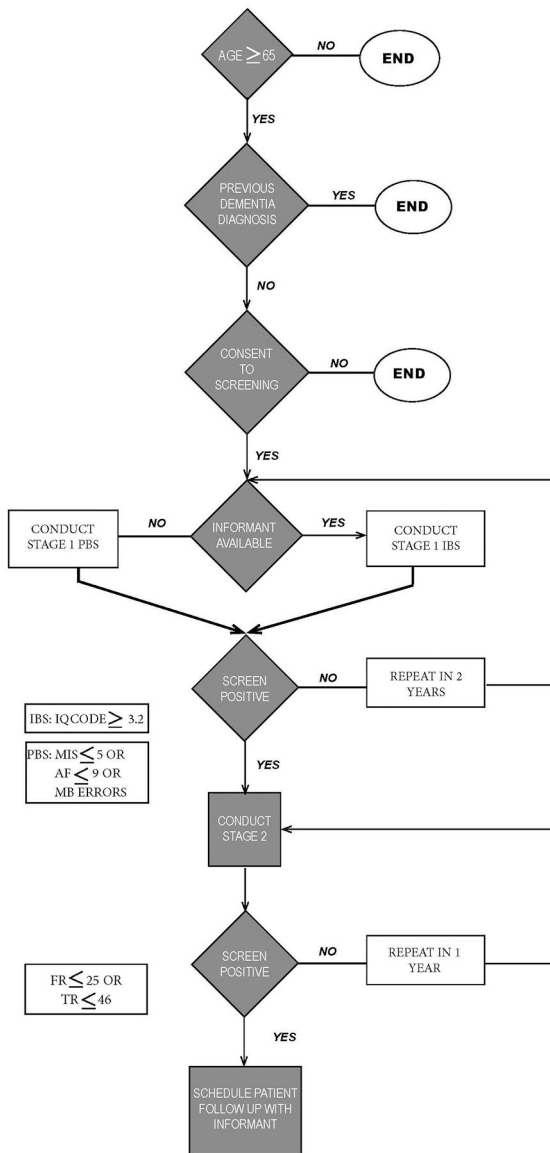 AGE ≥ 65
NO
END
YES
PREVIOUS
DEMENTIA
DIAGNOSIS
YES
END
NO
CONSENT
TO
SCREENING
NO
END
YES
INFORMANT
AVAILABLE
NO
YES
CONDUCT
STAGE 1 PBS
CONDUCT
STAGE 1 IBS
SCREEN
POSITIVE
NO
REPEAT IN 2
YEARS
IBS: IQCODE ≥ 3.2
PBS: MIS ≤ 5 OR
AF ≤ 9 OR
MB ERRORS
YES
CONDUCT
STAGE 2
SCREEN
POSITIVE
NO
REPEAT IN 1
YEAR
FR ≤ 25 OR
TR ≤ 46
YES
SCHEDULE PATIENT
FOLLOW UP WITH
INFORMANT